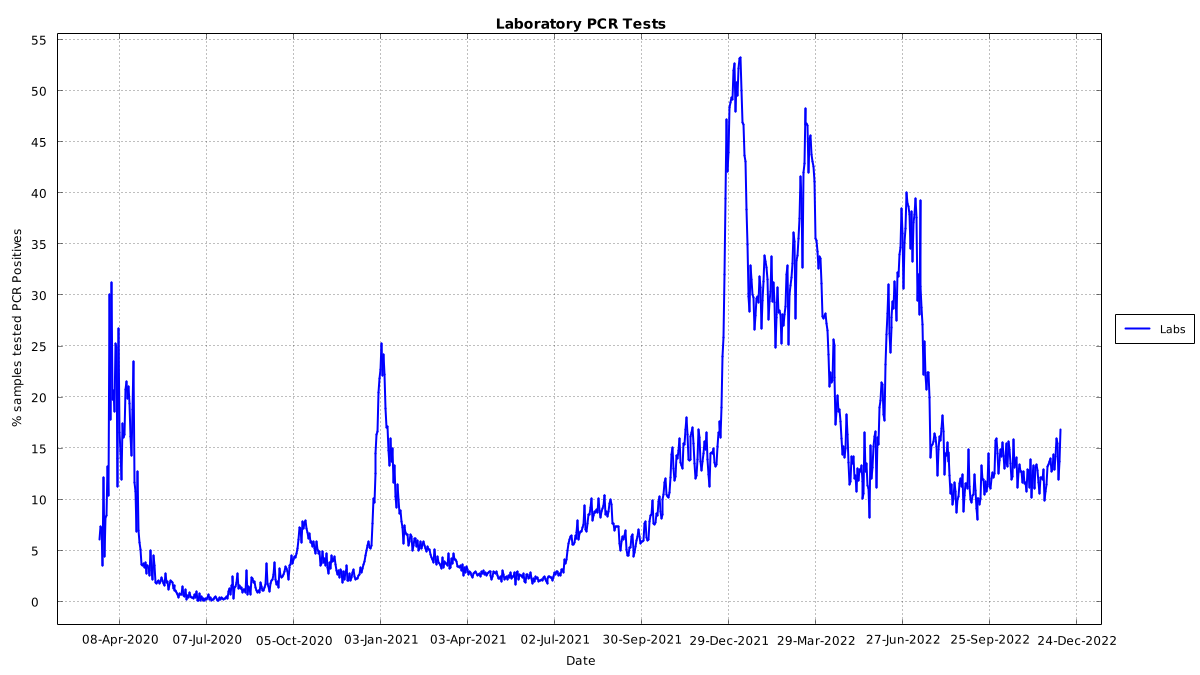 Laboratory PCR Tests
55
50
45
40
35
30
25
20
15
10
5
0
% samples tested PCR Positives
08-Apr-2020 07-Jul-2020 05-Oct-2020 03-Jan-2021 03-Apr-2021 02-Jul-2021 30-Sep-2021 29-Dec-2021 29-Mar-2022 27-Jun-2022 25-Sep-2022 24-Dec-2022
Date
Labs